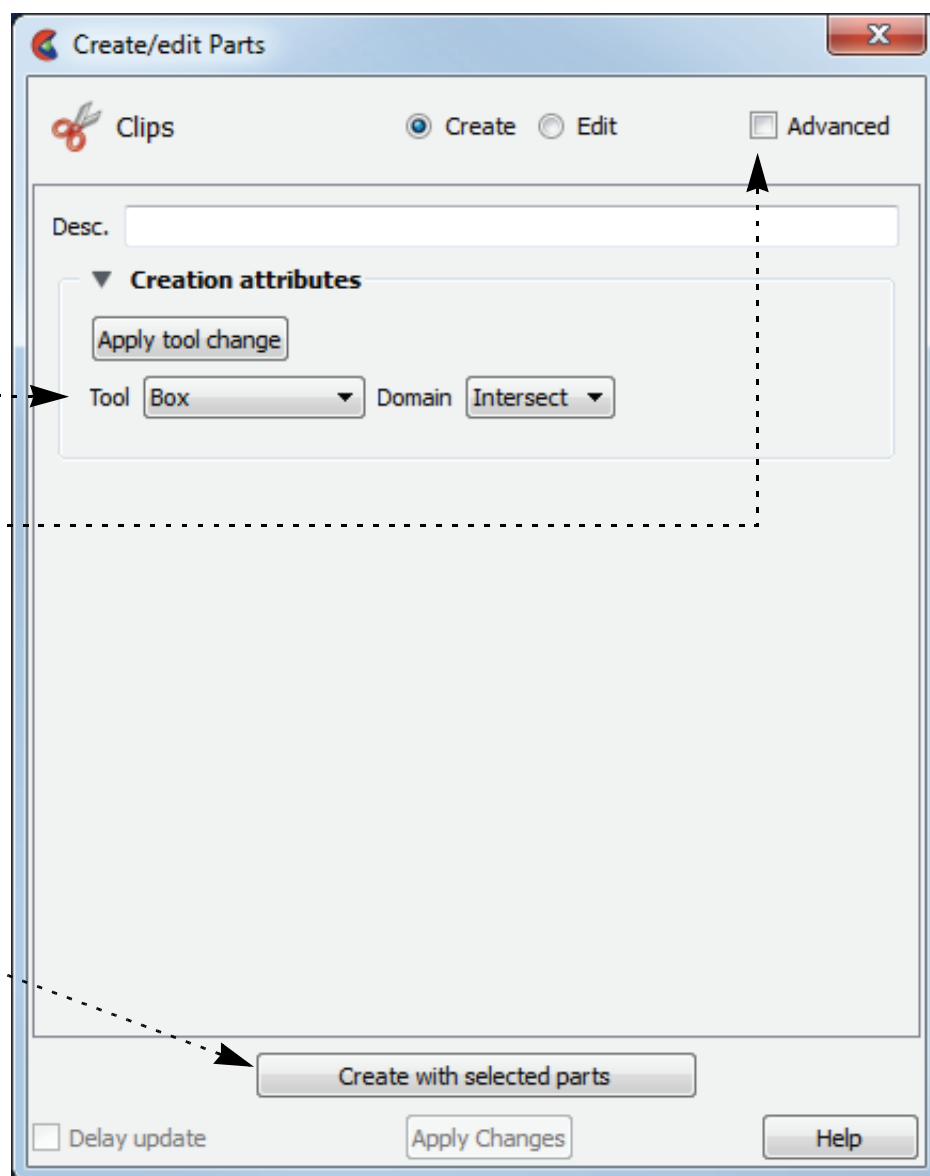 Create/edit Parts
Clips Create Edit Advanced
Desc.
Creation attributes
Apply tool change
Tool Box Domain Intersect
Create with selected parts
Delay update Apply Changes Help